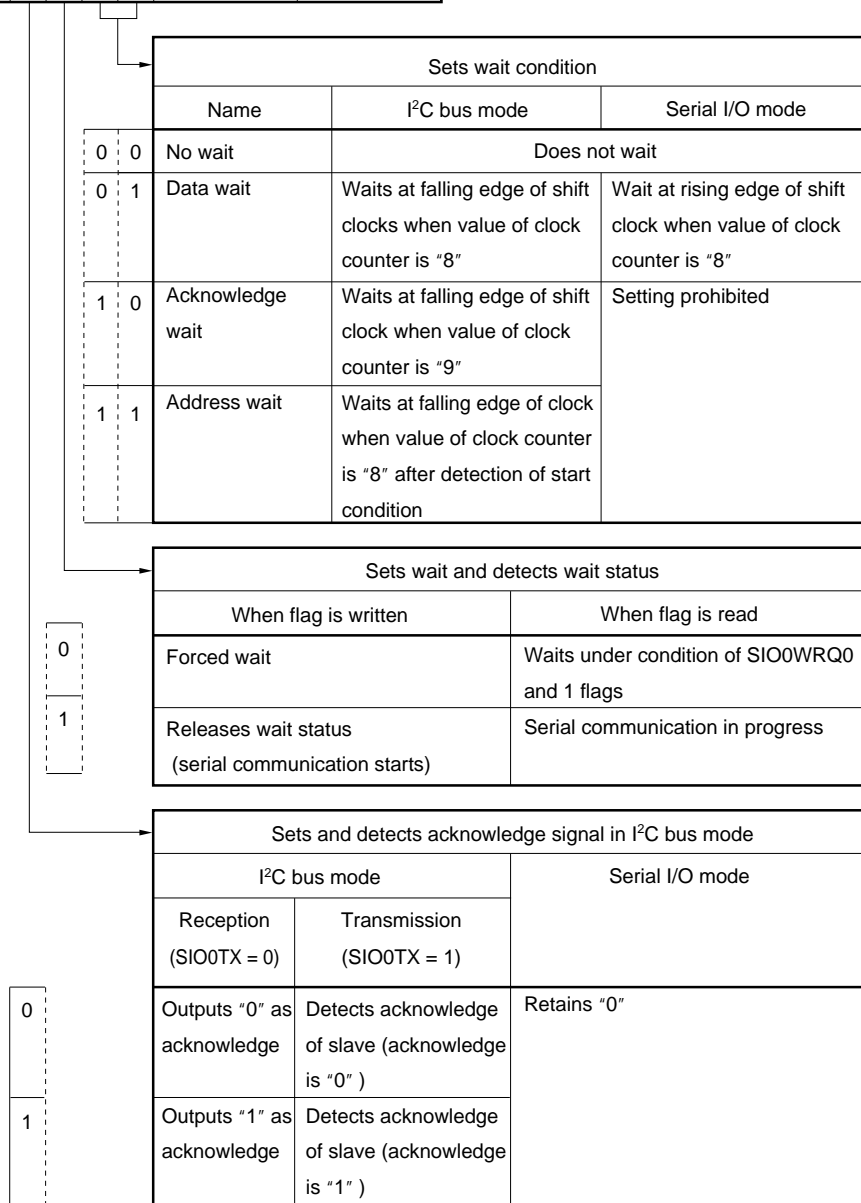 Sets wait condition
Name I²C bus mode Serial I/O mode
0 0 No wait Does not wait
0 1 Data wait Waits at falling edge of shift Wait at rising edge of shift
clocks when value of clock clock when value of clock
counter is “8” counter is “8”
1 0 Acknowledge Waits at falling edge of shift Setting prohibited
wait clock when value of clock
counter is “9”
1 1 Address wait Waits at falling edge of clock
when value of clock counter
is “8” after detection of start
condition
Sets wait and detects wait status
When flag is written When flag is read
0 Forced wait Waits under condition of SIO0WRQ0
and 1 flags
1 Releases wait status Serial communication in progress
(serial communication starts)
Sets and detects acknowledge signal in I²C bus mode
I²C bus mode Serial I/O mode
Reception Transmission
(SIO0TX = 0) (SIO0TX = 1)
0 Outputs “0” as Detects acknowledge Retains “0”
acknowledge of slave (acknowledge
is “0” )
1 Outputs “1” as Detects acknowledge
acknowledge of slave (acknowledge
is “1” )